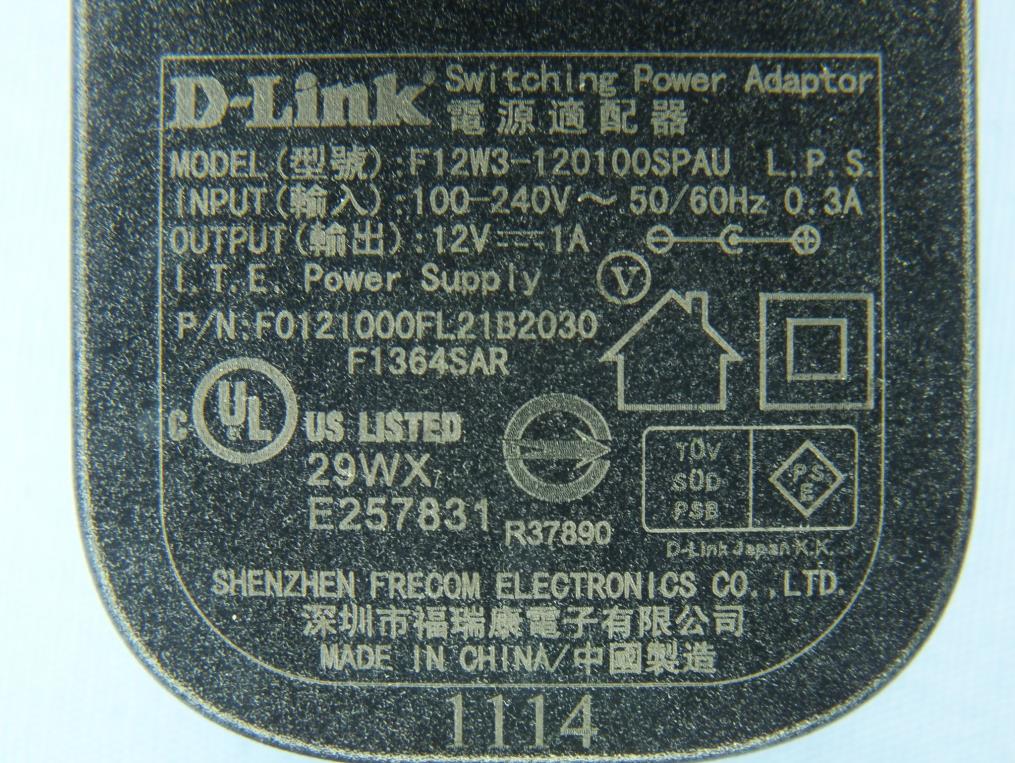 D-Link Switching Power Adaptor
電源適配器
MODEL(型號):F12W3-120100SPAU L.P.S.
INPUT(輸入):100-240V～ 50/60Hz 0.3A
OUTPUT(輸出):12V⎓1A
I.T.E. Power Supply V
P/N:F0121000FL21B2030
F1364SAR
C UL US LISTED
29WX
E257831
R37890
TÜV
SÜD
PSB
PS
E
D-Link Japan K.K.
SHENZHEN FRECOM ELECTRONICS CO.,LTD.
深圳市福瑞康電子有限公司
MADE IN CHINA/中國製造
1114